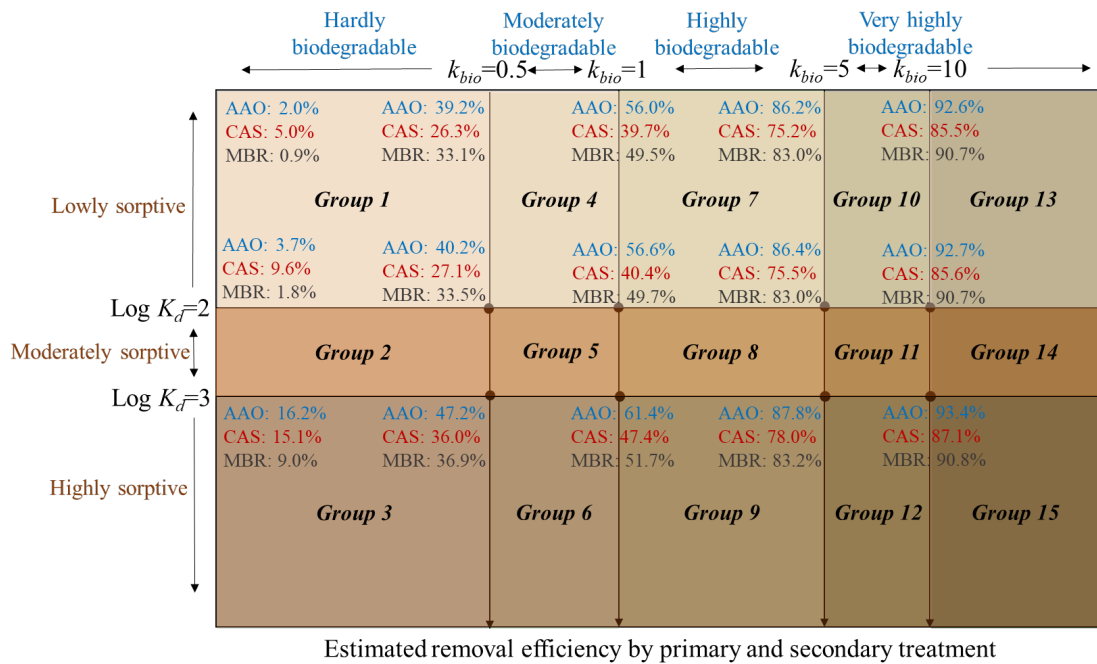 Hardly biodegradable
Moderately biodegradable
Highly biodegradable
Very highly biodegradable
k_bio=0.5
k_bio=1
k_bio=5
k_bio=10
AAO: 2.0%
CAS: 5.0%
MBR: 0.9%
AAO: 39.2%
CAS: 26.3%
MBR: 33.1%
AAO: 56.0%
CAS: 39.7%
MBR: 49.5%
AAO: 86.2%
CAS: 75.2%
MBR: 83.0%
AAO: 92.6%
CAS: 85.5%
MBR: 90.7%
Lowly sorptive
Group 1
Group 4
Group 7
Group 10
Group 13
AAO: 3.7%
CAS: 9.6%
MBR: 1.8%
AAO: 40.2%
CAS: 27.1%
MBR: 33.5%
AAO: 56.6%
CAS: 40.4%
MBR: 49.7%
AAO: 86.4%
CAS: 75.5%
MBR: 83.0%
AAO: 92.7%
CAS: 85.6%
MBR: 90.7%
Log K_d=2
Moderately sorptive
Group 2
Group 5
Group 8
Group 11
Group 14
Log K_d=3
AAO: 16.2%
CAS: 15.1%
MBR: 9.0%
AAO: 47.2%
CAS: 36.0%
MBR: 36.9%
AAO: 61.4%
CAS: 47.4%
MBR: 51.7%
AAO: 87.8%
CAS: 78.0%
MBR: 83.2%
AAO: 93.4%
CAS: 87.1%
MBR: 90.8%
Highly sorptive
Group 3
Group 6
Group 9
Group 12
Group 15
Estimated removal efficiency by primary and secondary treatment